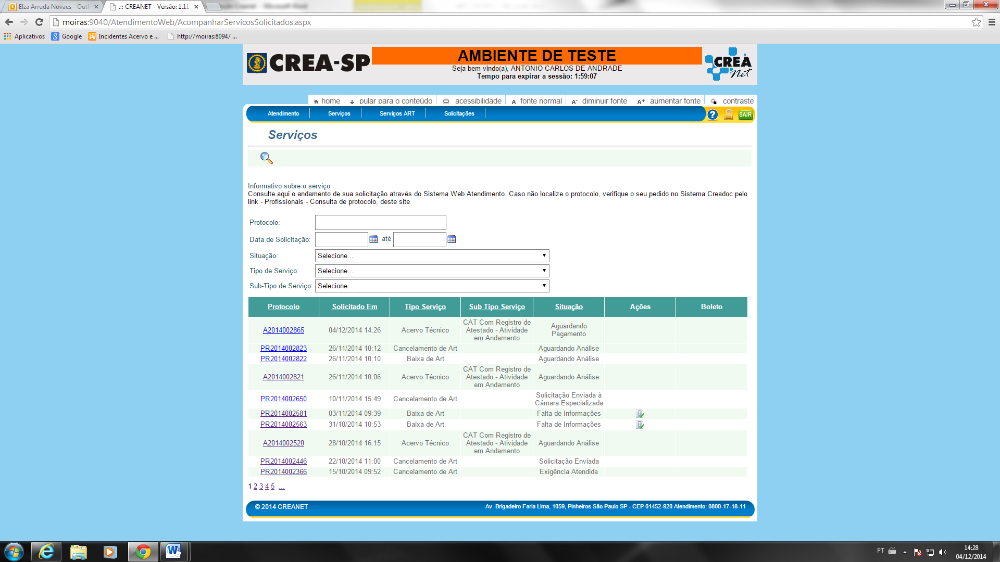 Elza Arruda Novaes - Outl
.:: CREANET - Versão: 1.11
moiras:9040/AtendimentoWeb/AcompanharServicosSolicitados.aspx
Aplicativos Google Incidentes Acervo e ... http://moiras:8094/ ...
CREA-SP
AMBIENTE DE TESTE
Seja bem vindo(a), ANTONIO CARLOS DE ANDRADE
Tempo para expirar a sessão: 1:59:07
CREA
Net
home pular para o conteúdo acessibilidade A fonte normal A- diminuir fonte A+ aumentar fonte contraste
Atendimento Serviços Serviços ART Solicitações ? SAIR
Serviços
Informativo sobre o serviço
Consulte aqui o andamento de sua solicitação através do Sistema Web Atendimento. Caso não localize o protocolo, verifique o seu pedido no Sistema Creadoc pelo
link - Profissionais - Consulta de protocolo, deste site
Protocolo:
Data de Solicitação: até
Situação: Selecione...
Tipo de Serviço: Selecione...
Sub-Tipo de Serviço: Selecione...
Protocolo Solicitado Em Tipo Serviço Sub Tipo Serviço Situação Ações Boleto
A2014002865 04/12/2014 14:26 Acervo Técnico CAT Com Registro de Atestado - Atividade em Andamento Aguardando Pagamento
PR2014002823 26/11/2014 10:12 Cancelamento de Art Aguardando Análise
PR2014002822 26/11/2014 10:10 Baixa de Art Aguardando Análise
A2014002821 26/11/2014 10:06 Acervo Técnico CAT Com Registro de Atestado - Atividade em Andamento Aguardando Análise
PR2014002650 10/11/2014 15:49 Cancelamento de Art Solicitação Enviada à Câmara Especializada
PR2014002581 03/11/2014 09:39 Baixa de Art Falta de Informações
PR2014002563 31/10/2014 10:53 Baixa de Art Falta de Informações
A2014002520 28/10/2014 16:15 Acervo Técnico CAT Com Registro de Atestado - Atividade em Andamento Aguardando Análise
PR2014002446 22/10/2014 11:00 Cancelamento de Art Solicitação Enviada
PR2014002366 15/10/2014 09:52 Cancelamento de Art Exigência Atendida
1 2 3 4 5 ...
© 2014 CREANET Av. Brigadeiro Faria Lima, 1059, Pinheiros São Paulo SP - CEP 01452-920 Atendimento: 0800-17-18-11
PT 14:28
04/12/2014